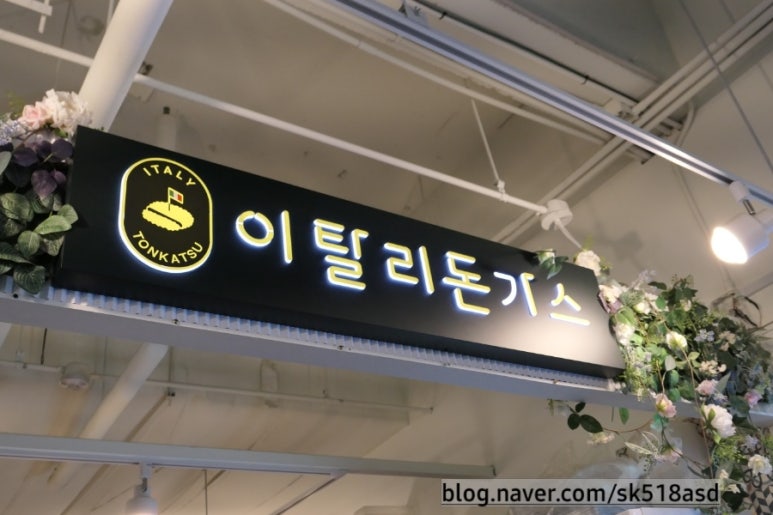 ITALY
TONKATSU
이탈리돈가스
blog.naver.com/sk518asd